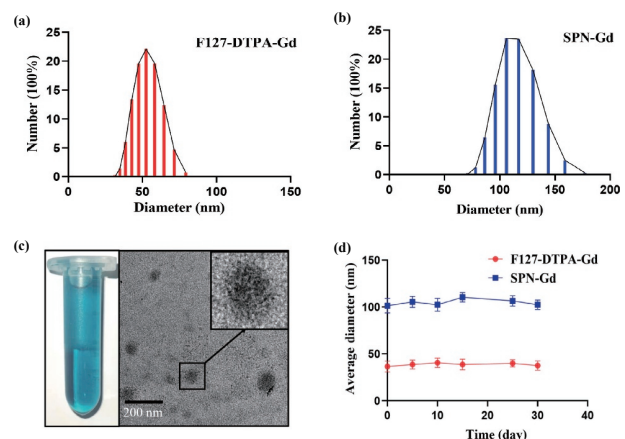 (a)
F127-DTPA-Gd
Number (100%)
25
20
15
10
5
0
0 50 100 150
Diameter (nm)
(b)
SPN-Gd
Number (100%)
25
20
15
10
5
0
0 50 100 150 200
Diameter (nm)
(c)
200 nm
(d)
F127-DTPA-Gd
SPN-Gd
Average diameter (nm)
150
100
50
0
0 10 20 30 40
Time (day)